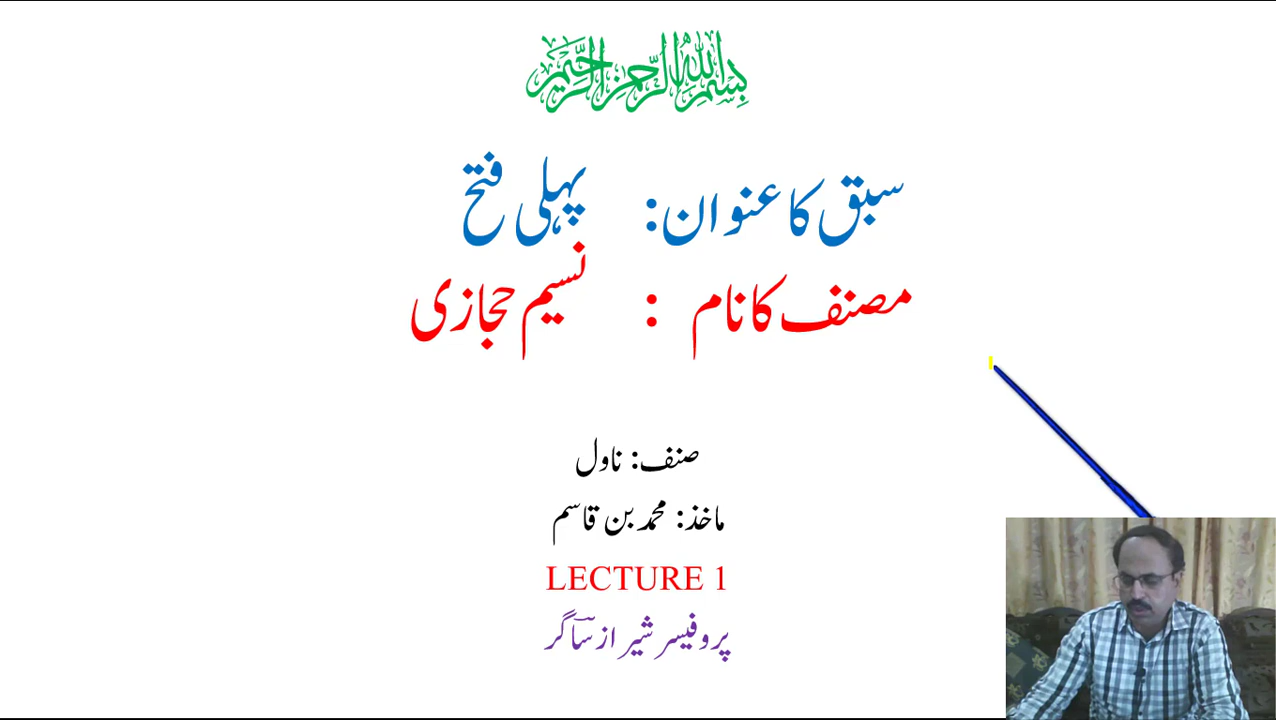 بسم اللہ الرحمن الرحیم
سبق کا عنوان: پہلی فتح
مصنف کا نام : نسیم حجازی
صنف: ناول
ماخذ: محمد بن قاسم
LECTURE 1
پروفیسر شیراز ساگر